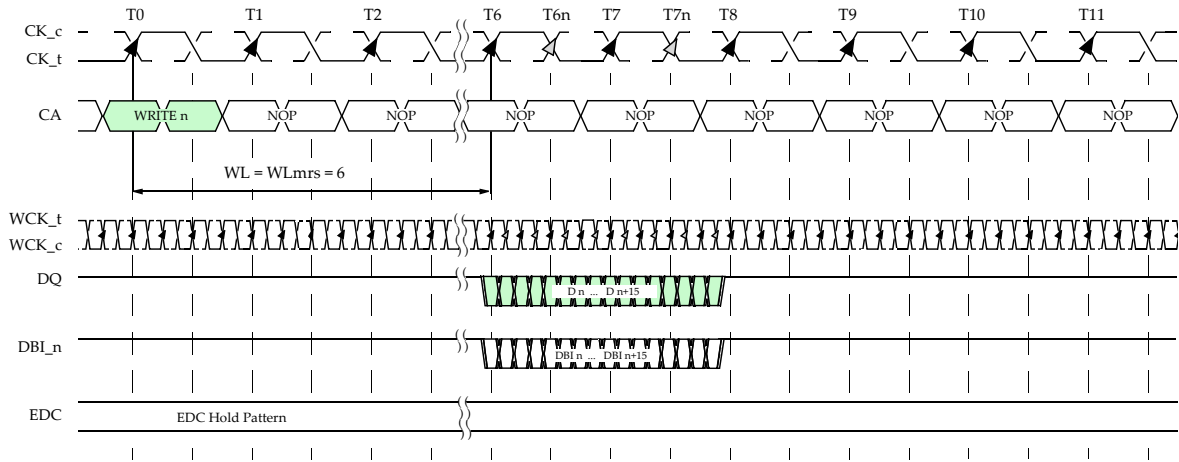 T0 T1 T2 T6 T6n T7 T7n T8 T9 T10 T11
CK_c
CK_t
CA WRITE n NOP NOP NOP NOP NOP NOP NOP NOP
WL = WLmrs = 6
WCK_t
WCK_c
DQ
D n ... D n+15
DBI_n
DBI n ... DBI n+15
EDC EDC Hold Pattern